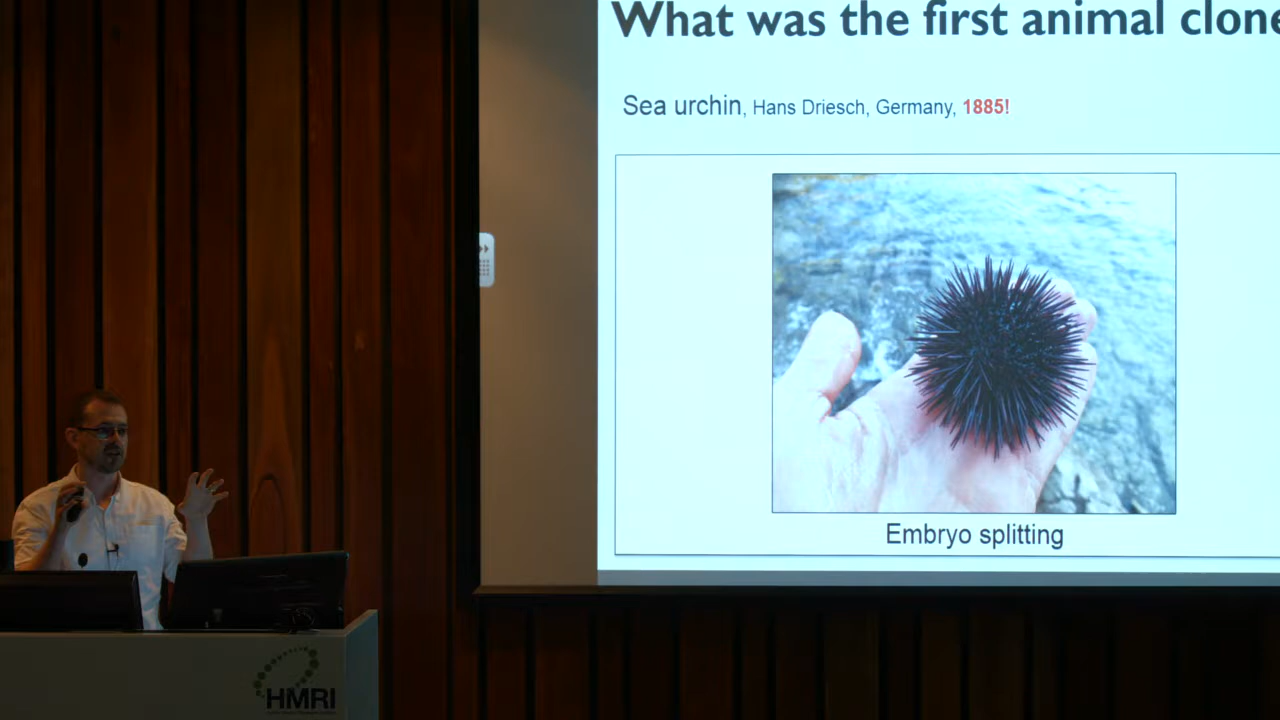 What was the first animal clone
Sea urchin, Hans Driesch, Germany, 1885!
Embryo splitting
HMRI